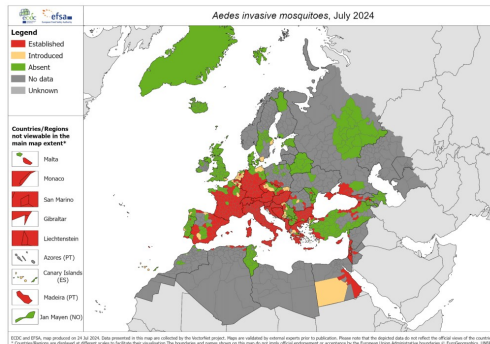 ecdc
efsa
Aedes invasive mosquitoes, July 2024
Legend
Established
Introduced
Absent
No data
Unknown
Countries/Regions
not viewable in the
main map extent*
Malta
Monaco
San Marino
Gibraltar
Liechtenstein
Azores (PT)
Canary Islands
(ES)
Madeira (PT)
Jan Mayen (NO)
ECDC and EFSA, map produced on 24 Jul 2024. Data presented in this map are collected by the VectorNet project. Maps are validated by external experts prior to publication. Please note that the depicted data do not reflect the official views of the countries
* Countries/Regions are displayed at different scales to facilitate their visualisation. The boundaries and names shown on this map do not imply official endorsement or acceptance by the European Union. Administrative boundaries